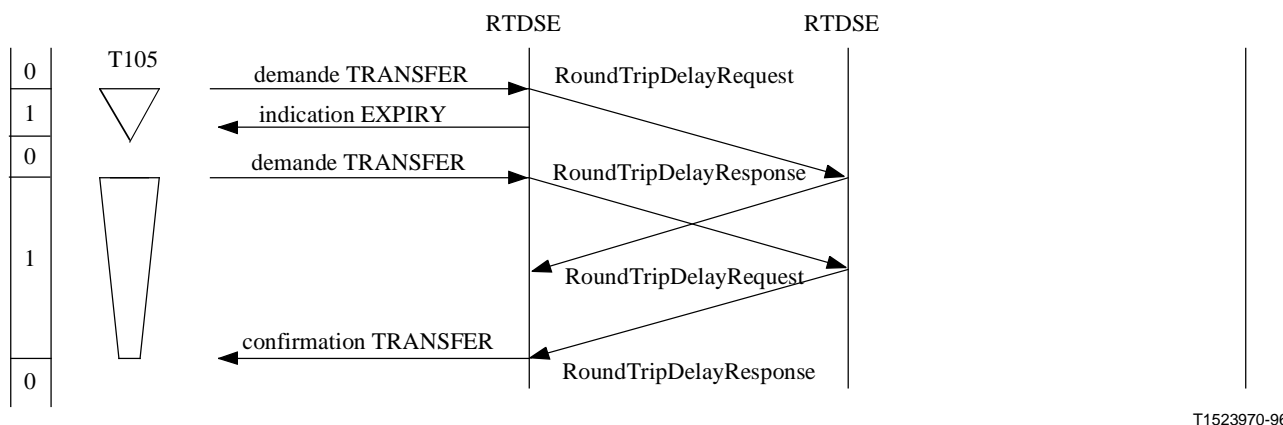 RTDSE RTDSE
T105
0 demande TRANSFER RoundTripDelayRequest
1 indication EXPIRY
0 demande TRANSFER RoundTripDelayResponse
1 RoundTripDelayRequest
confirmation TRANSFER
0 RoundTripDelayResponse
T1523970-96